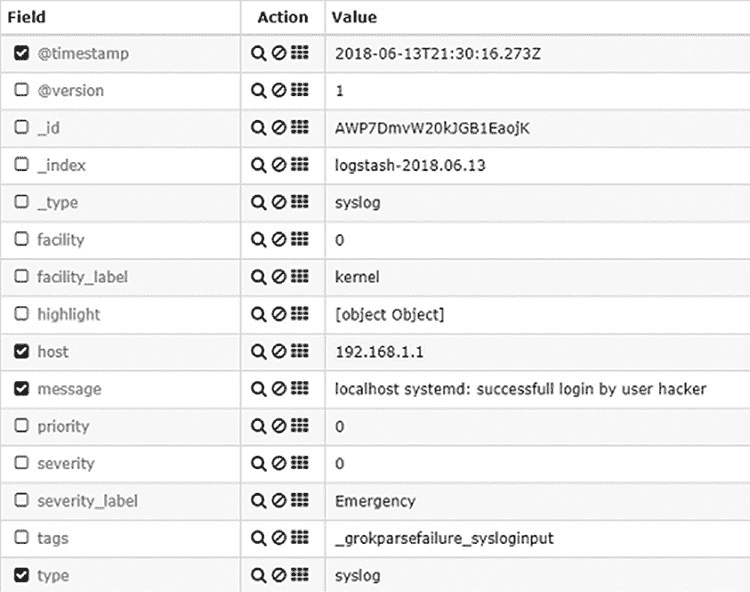 Field Action Value
@timestamp 2018-06-13T21:30:16.273Z
@version 1
_id AWP7DmvW20kJGB1EaojK
_index logstash-2018.06.13
_type syslog
facility 0
facility_label kernel
highlight [object Object]
host 192.168.1.1
message localhost systemd: successfull login by user hacker
priority 0
severity 0
severity_label Emergency
tags _grokparsefailure_sysloginput
type syslog